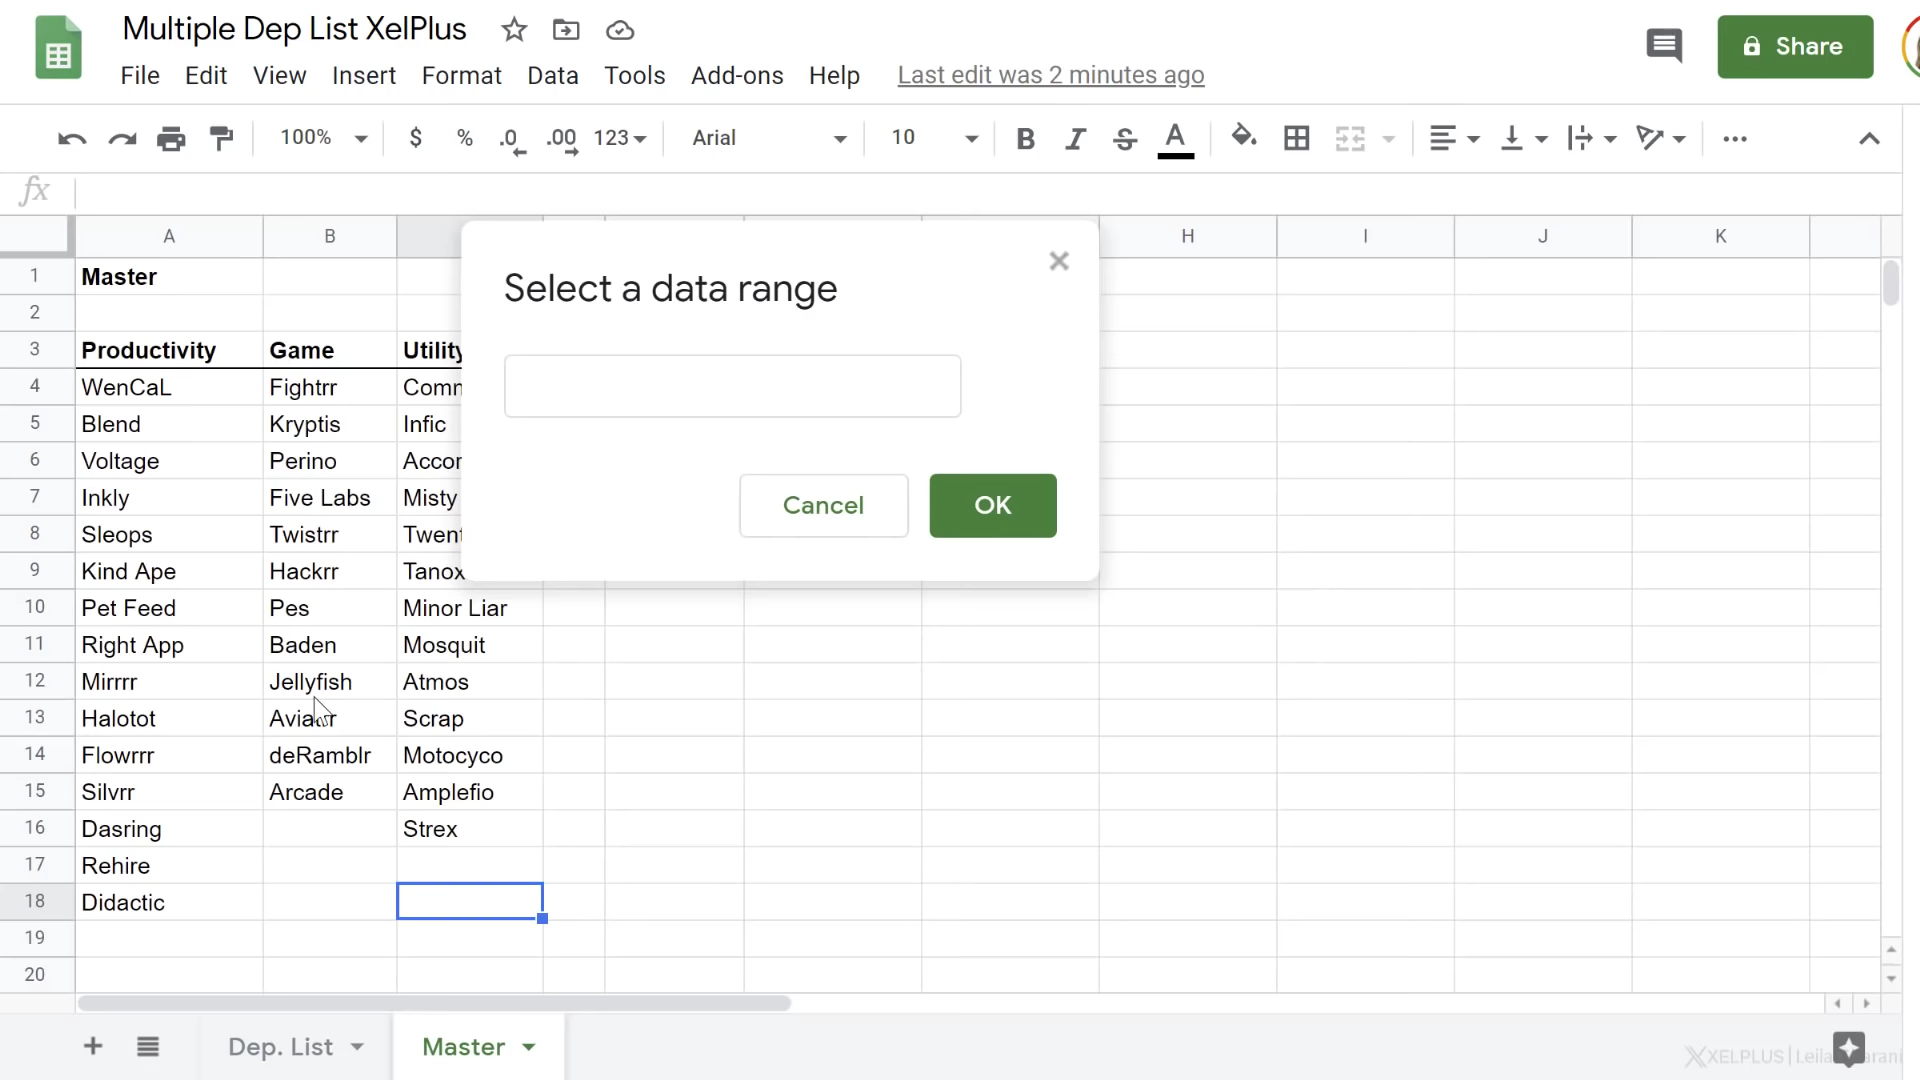 Multiple Dep List XelPlus
File Edit View Insert Format Data Tools Add-ons Help Last edit was 2 minutes ago
Share
100% $ % .0 .00 123 Arial 10 B I S A
fx
A B H I J K
1 Master
2
3 Productivity Game Utility
4 WenCaL Fightrr Comm
5 Blend Kryptis Infic
6 Voltage Perino Accor
7 Inkly Five Labs Misty
8 Sleops Twistrr Twent
9 Kind Ape Hackrr Tanox
10 Pet Feed Pes Minor Liar
11 Right App Baden Mosquit
12 Mirrrr Jellyfish Atmos
13 Halotot Scrap
14 Flowrrr deRamblr Motocyco
15 Silvrr Arcade Amplefio
16 Dasring Strex
17 Rehire
18 Didactic
19
20
Select a data range
Cancel OK
Dep. List Master
XELPLUS